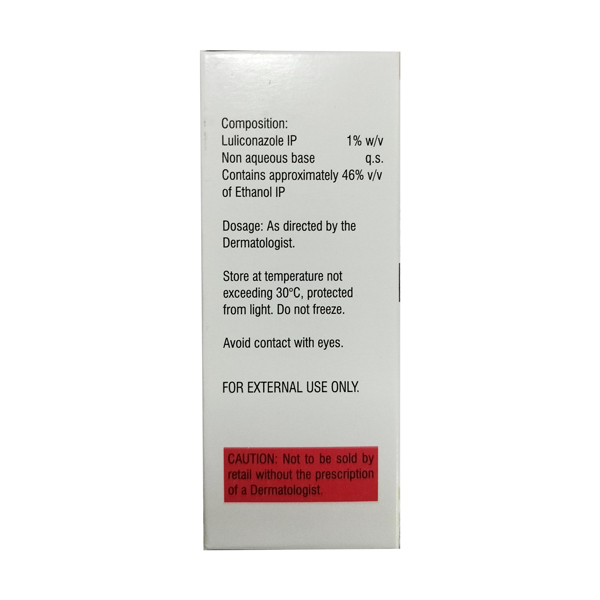 Composition:
Luliconazole IP 1% w/v
Non aqueous base q.s.
Contains approximately 46% v/v
of Ethanol IP
Dosage: As directed by the
Dermatologist.
Store at temperature not
exceeding 30°C, protected
from light. Do not freeze.
Avoid contact with eyes.
FOR EXTERNAL USE ONLY.
CAUTION: Not to be sold by
retail without the prescription
of a Dermatologist.